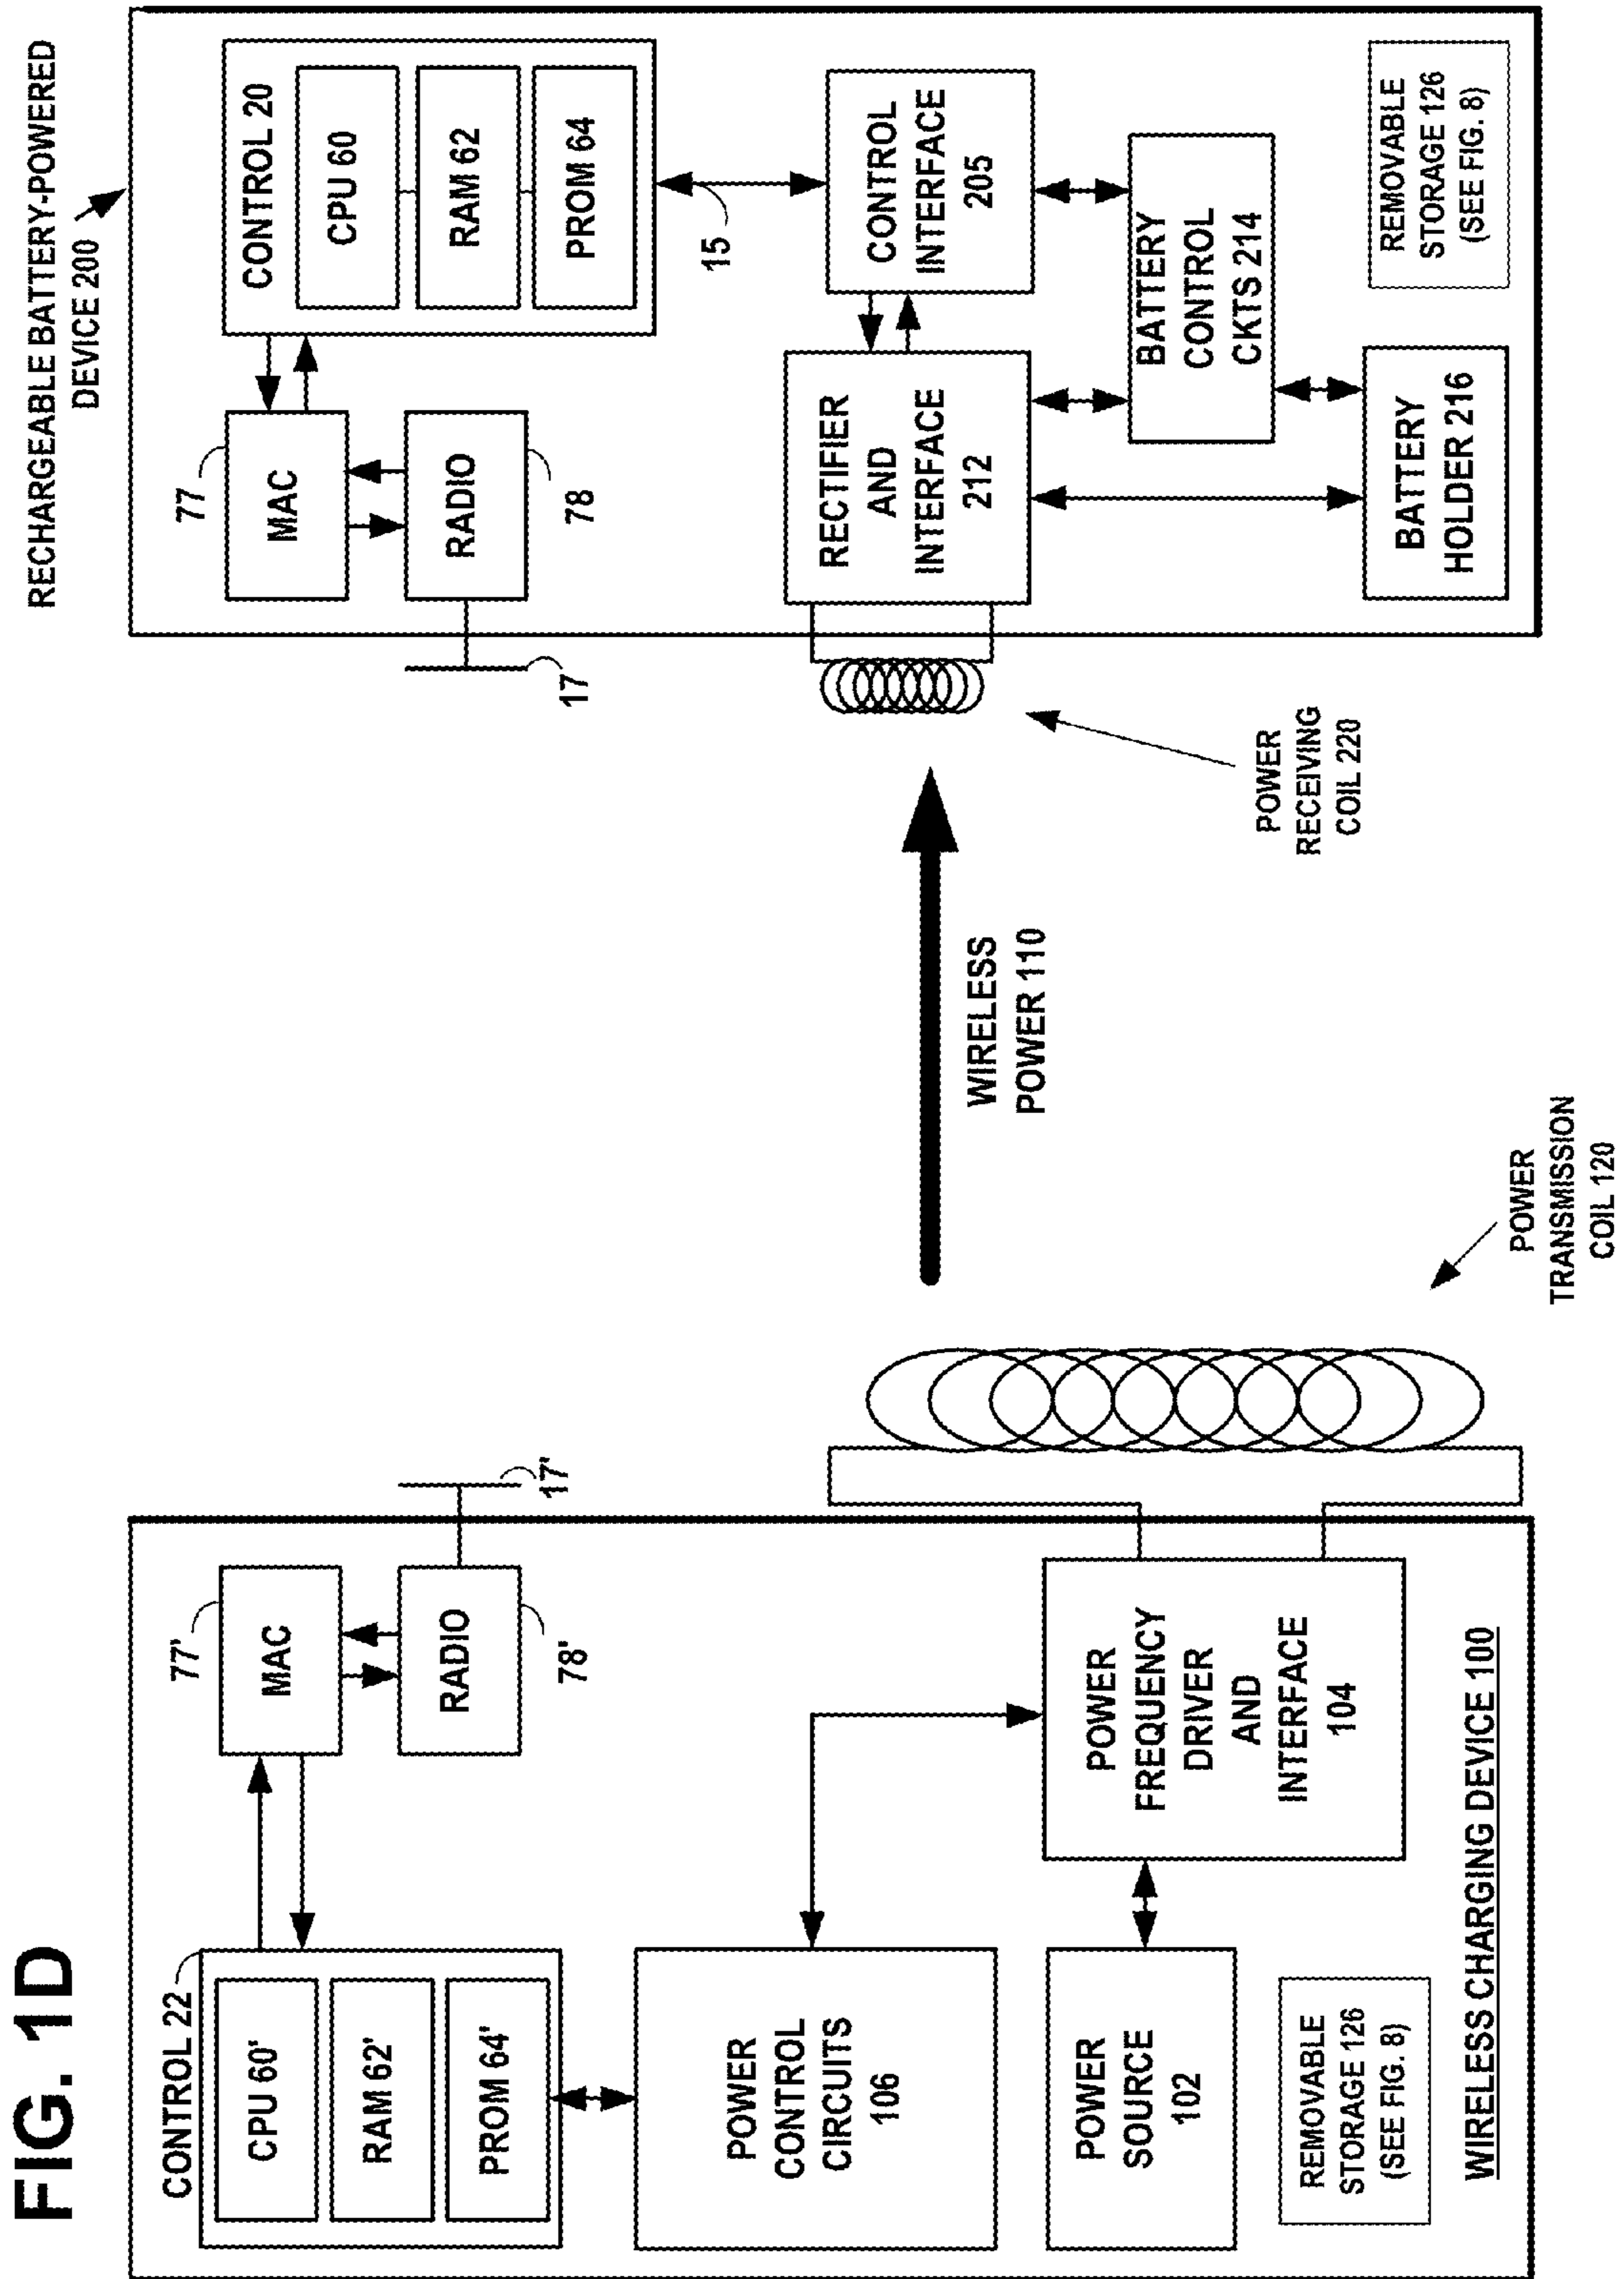 FIG. 1D
CONTROL 22
CPU 60'
RAM 62'
PROM 64'
77'
MAC
RADIO
78'
17'
POWER
CONTROL
CIRCUITS
106
POWER
SOURCE
102
POWER
FREQUENCY
DRIVER
AND
INTERFACE
104
REMOVABLE
STORAGE 126
(SEE FIG. 8)
WIRELESS CHARGING DEVICE 100
POWER
TRANSMISSION
COIL 120
WIRELESS
POWER 110
POWER
RECEIVING
COIL 220
RECHARGEABLE BATTERY-POWERED
DEVICE 200
77
MAC
RADIO
78
17
CONTROL 20
CPU 60
RAM 62
PROM 64
15
RECTIFIER
AND
INTERFACE
212
CONTROL
INTERFACE
205
BATTERY
CONTROL
CKTS 214
BATTERY
HOLDER 216
REMOVABLE
STORAGE 126
(SEE FIG. 8)